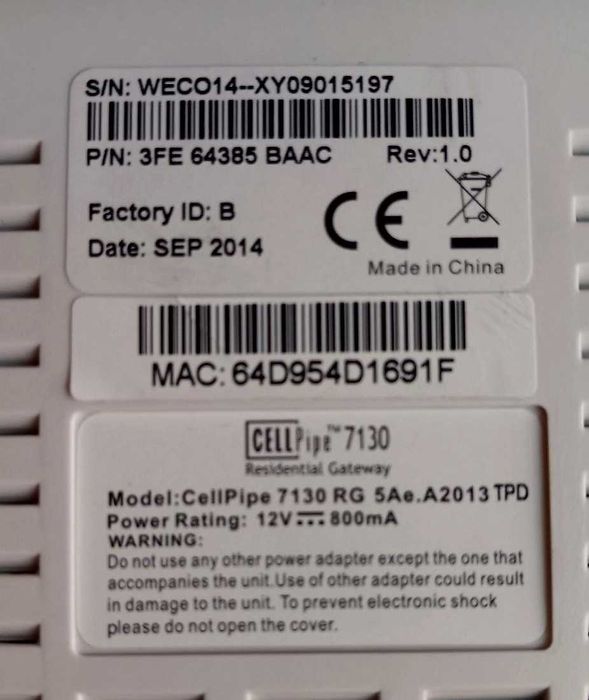 S/N: WECO14--XY09015197
P/N: 3FE 64385 BAAC Rev:1.0
Factory ID: B
CE
Date: SEP 2014
Made in China
MAC: 64D954D1691F
CELLPipe™ 7130
Residential Gateway
Model:CellPipe 7130 RG 5Ae.A2013 TPD
Power Rating: 12V⎓800mA
WARNING:
Do not use any other power adapter except the one that
accompanies the unit.Use of other adapter could result
in damage to the unit. To prevent electronic shock
please do not open the cover.